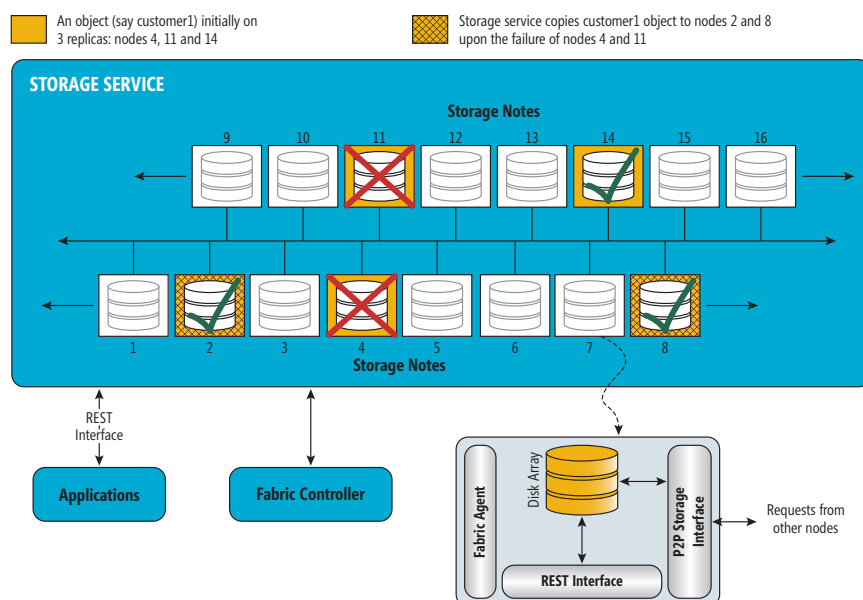 An object (say customer1) initially on
3 replicas: nodes 4, 11 and 14
Storage service copies customer1 object to nodes 2 and 8
upon the failure of nodes 4 and 11
STORAGE SERVICE
Storage Notes
9 10 11 12 13 14 15 16
1 2 3 4 5 6 7 8
Storage Notes
REST
Interface
Applications
Fabric Controller
Fabric Agent
Disk Array
P2P Storage
Interface
REST Interface
Requests from
other nodes